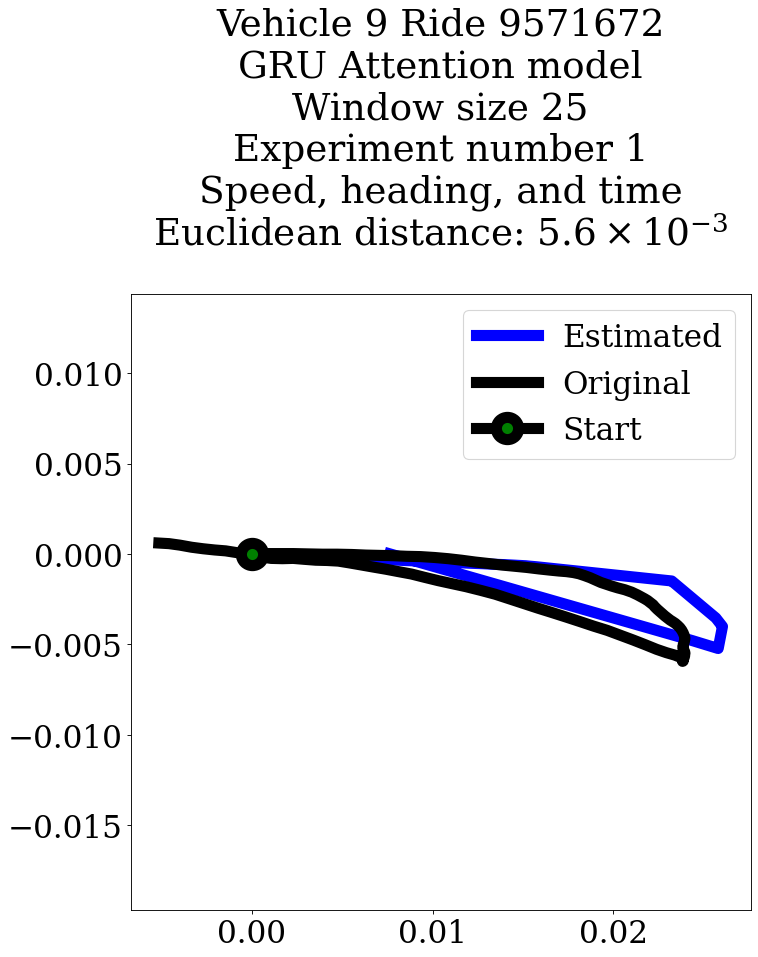 Vehicle 9 Ride 9571672
GRU Attention model
Window size 25
Experiment number 1
Speed, heading, and time
Euclidean distance: 5.6 × 10⁻³
Estimated
Original
Start
0.010
0.005
0.000
−0.005
−0.010
−0.015
0.00 0.01 0.02